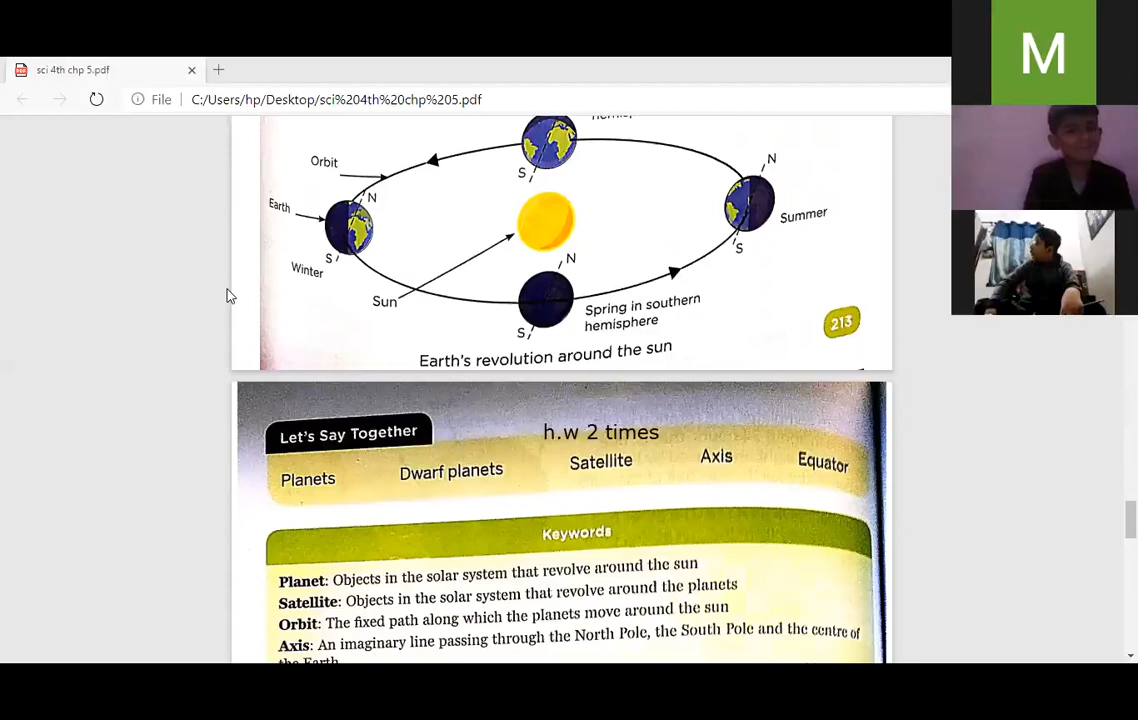 sci 4th chp 5.pdf
M
File
C:/Users/hp/Desktop/sci%204th%20chp%205.pdf
Orbit
S
N
Earth
N
Summer
S
S
Winter
N
Sun
Spring in southern
hemisphere
213
S
Earth's revolution around the sun
Let's Say Together
h.w 2 times
Planets
Dwarf planets
Satellite
Axis
Equator
Keywords
Planet: Objects in the solar system that revolve around the sun
Satellite: Objects in the solar system that revolve around the planets
Orbit: The fixed path along which the planets move around the sun
Axis: An imaginary line passing through the North Pole, the South Pole and the centre of
the Earth